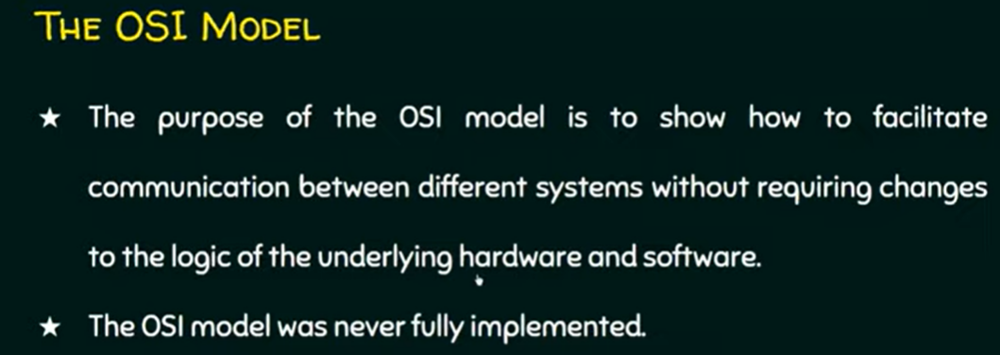 THE OSI MODEL
★ The purpose of the OSI model is to show how to facilitate
communication between different systems without requiring changes
to the logic of the underlying hardware and software.
★ The OSI model was never fully implemented.